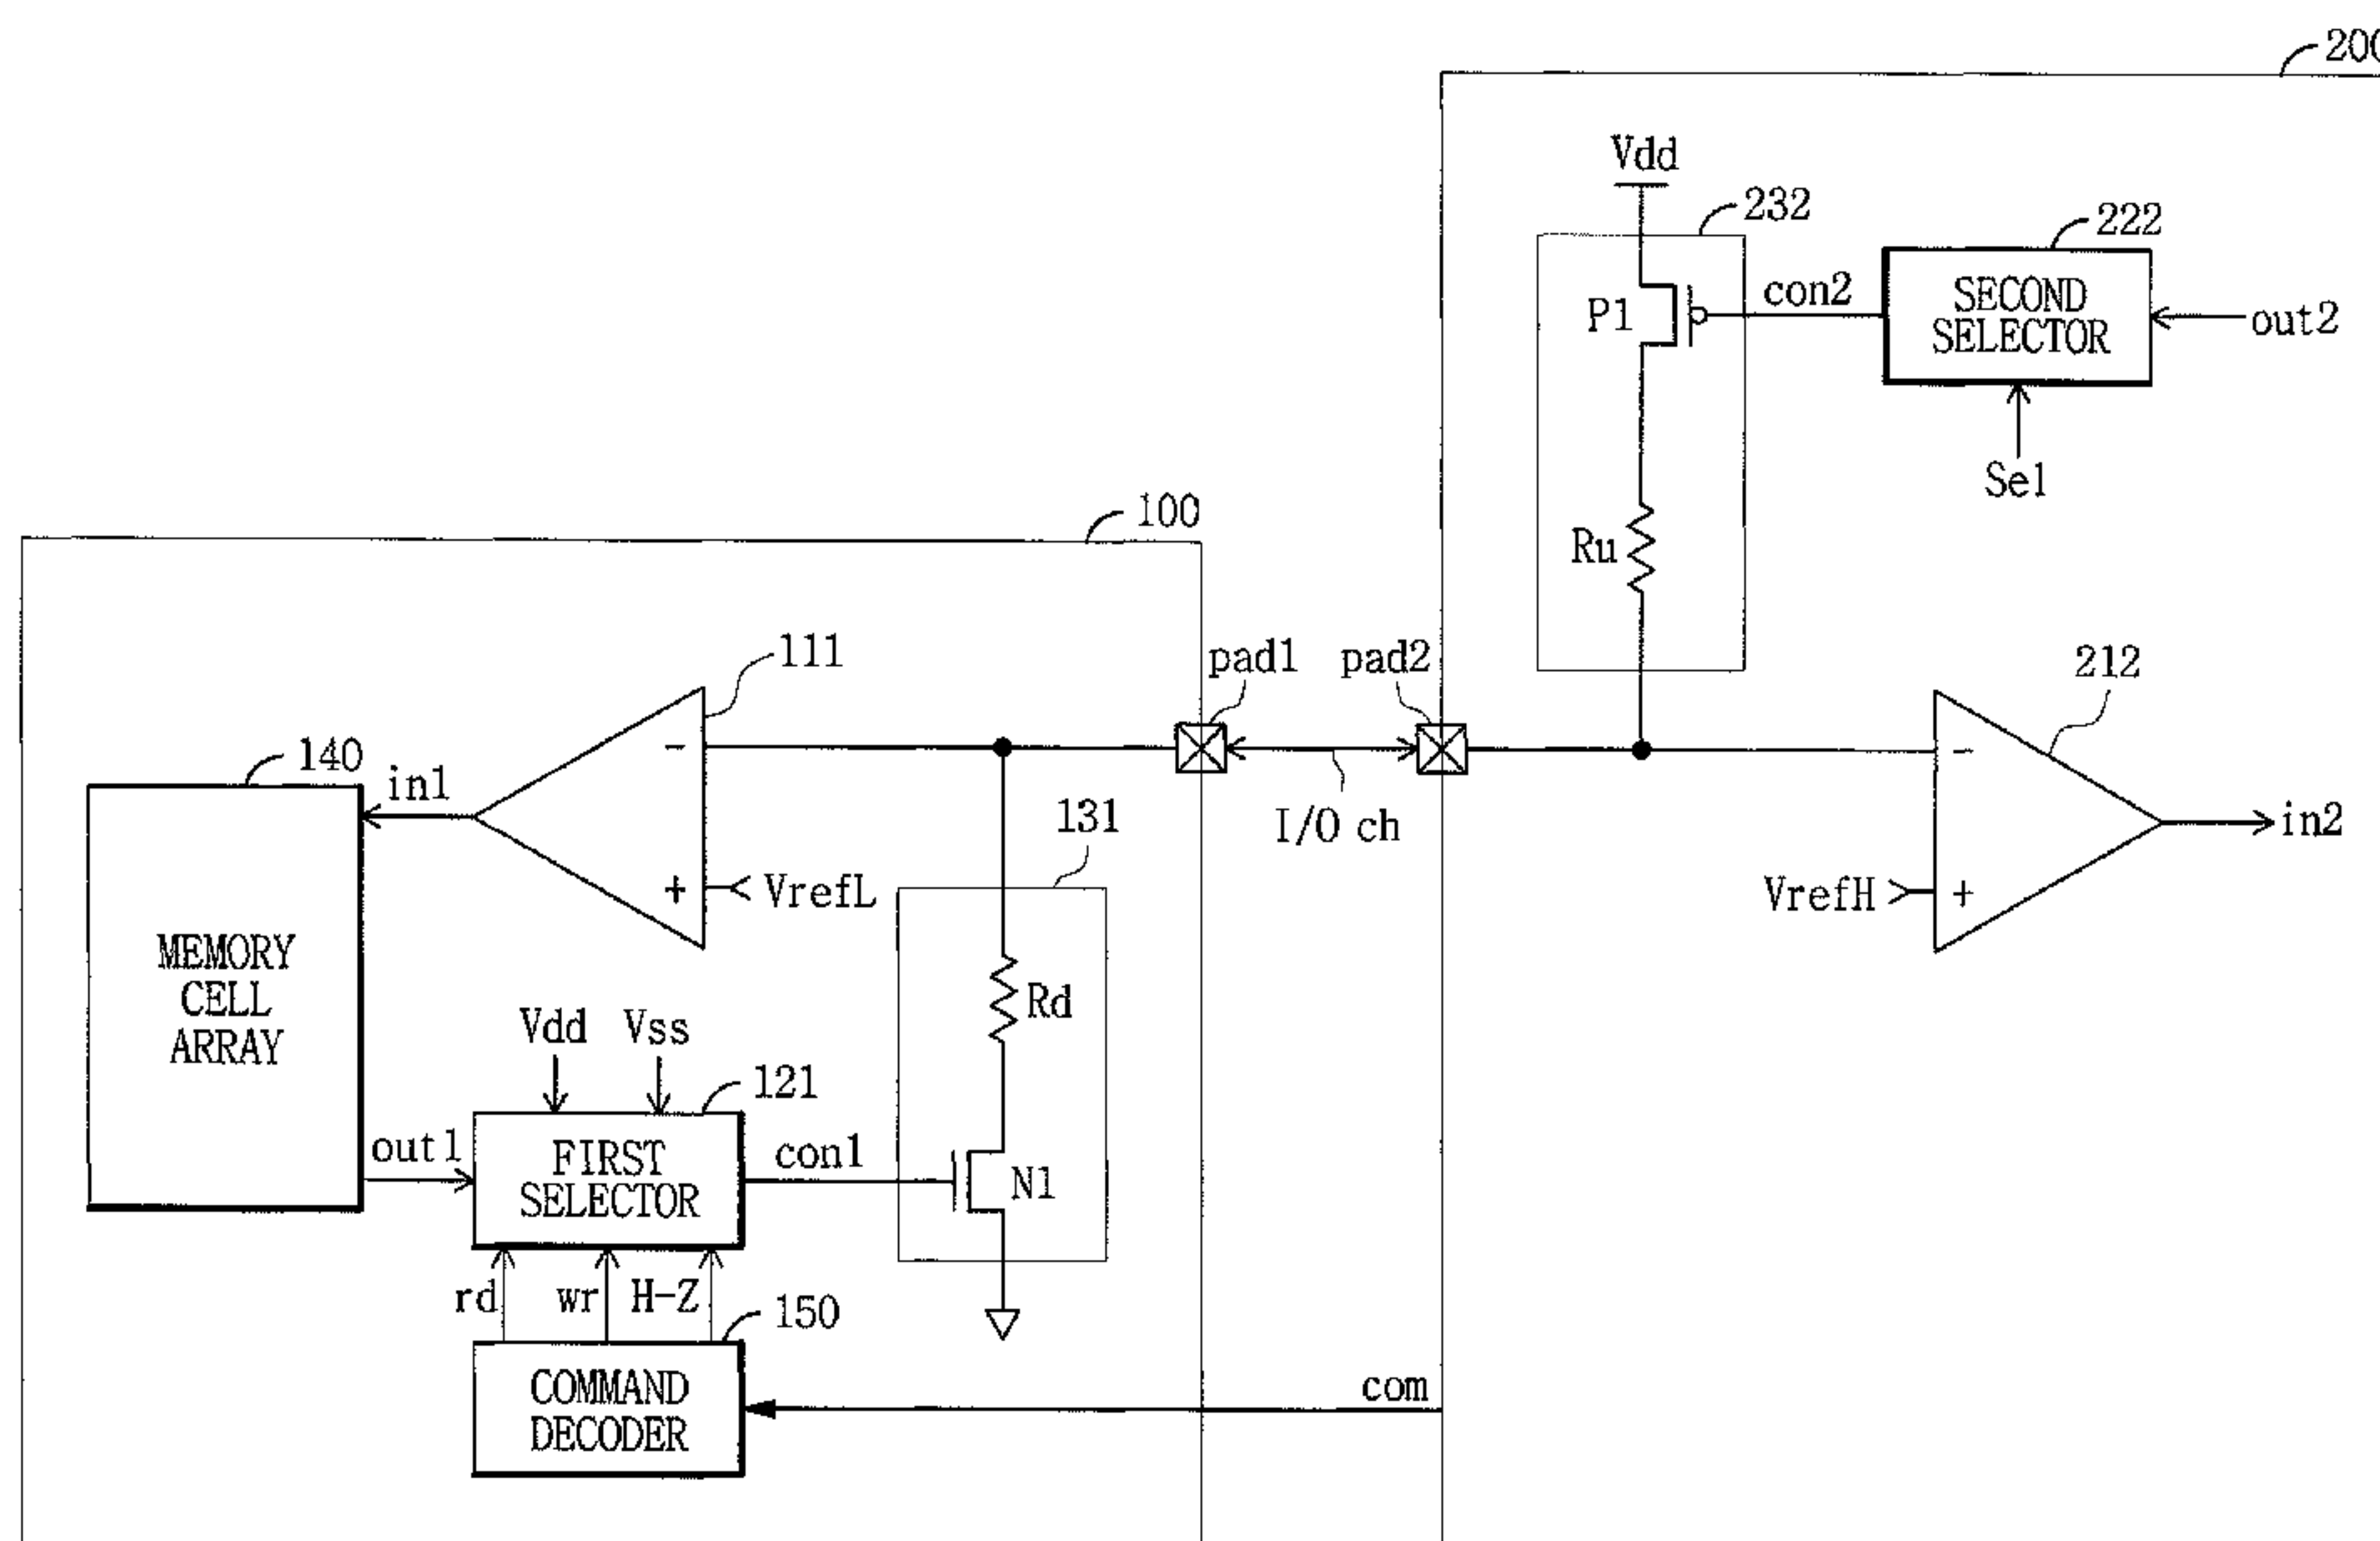 200
Vdd
232
222
P1
con2
SECOND
SELECTOR
out2
Sel
Ru
100
111
pad1
pad2
212
-
-
140
in1
131
I/O ch
in2
+
VrefL
VrefH
+
MEMORY
CELL
ARRAY
Rd
Vdd
Vss
121
out1
FIRST
SELECTOR
con1
N1
rd
wr
H-Z
150
COMMAND
DECODER
com